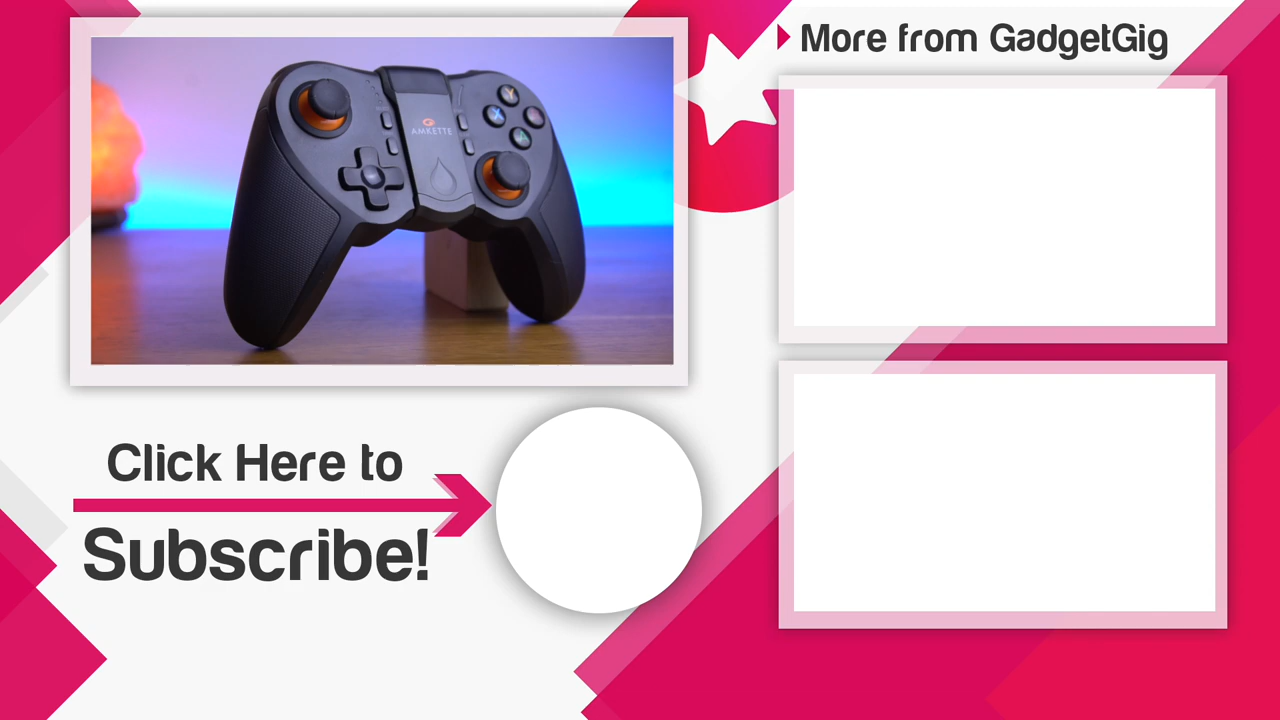 More from GadgetGig
AMKETTE
Y
X
B
A
Click Here to
Subscribe!